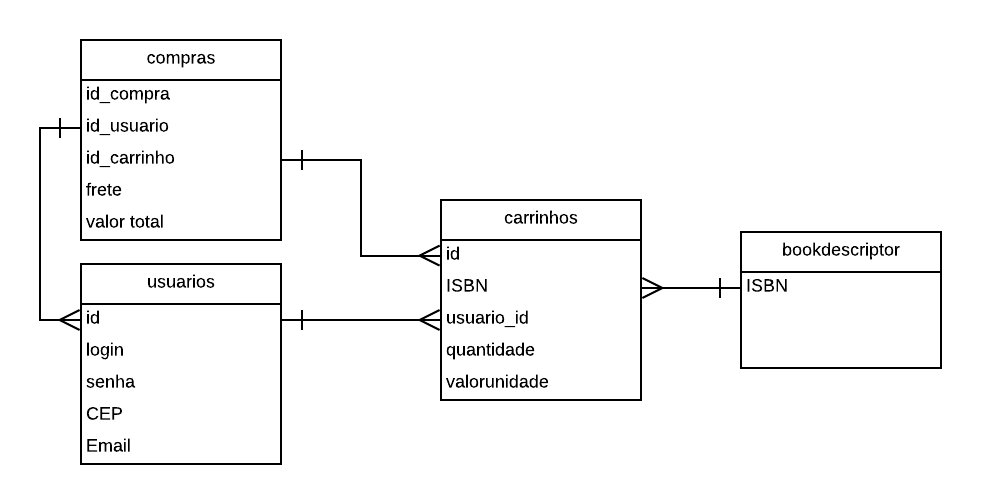 compras
id_compra
id_usuario
id_carrinho
frete
valor total
usuarios
id
login
senha
CEP
Email
carrinhos
id
ISBN
usuario_id
quantidade
valorunidade
bookdescriptor
ISBN